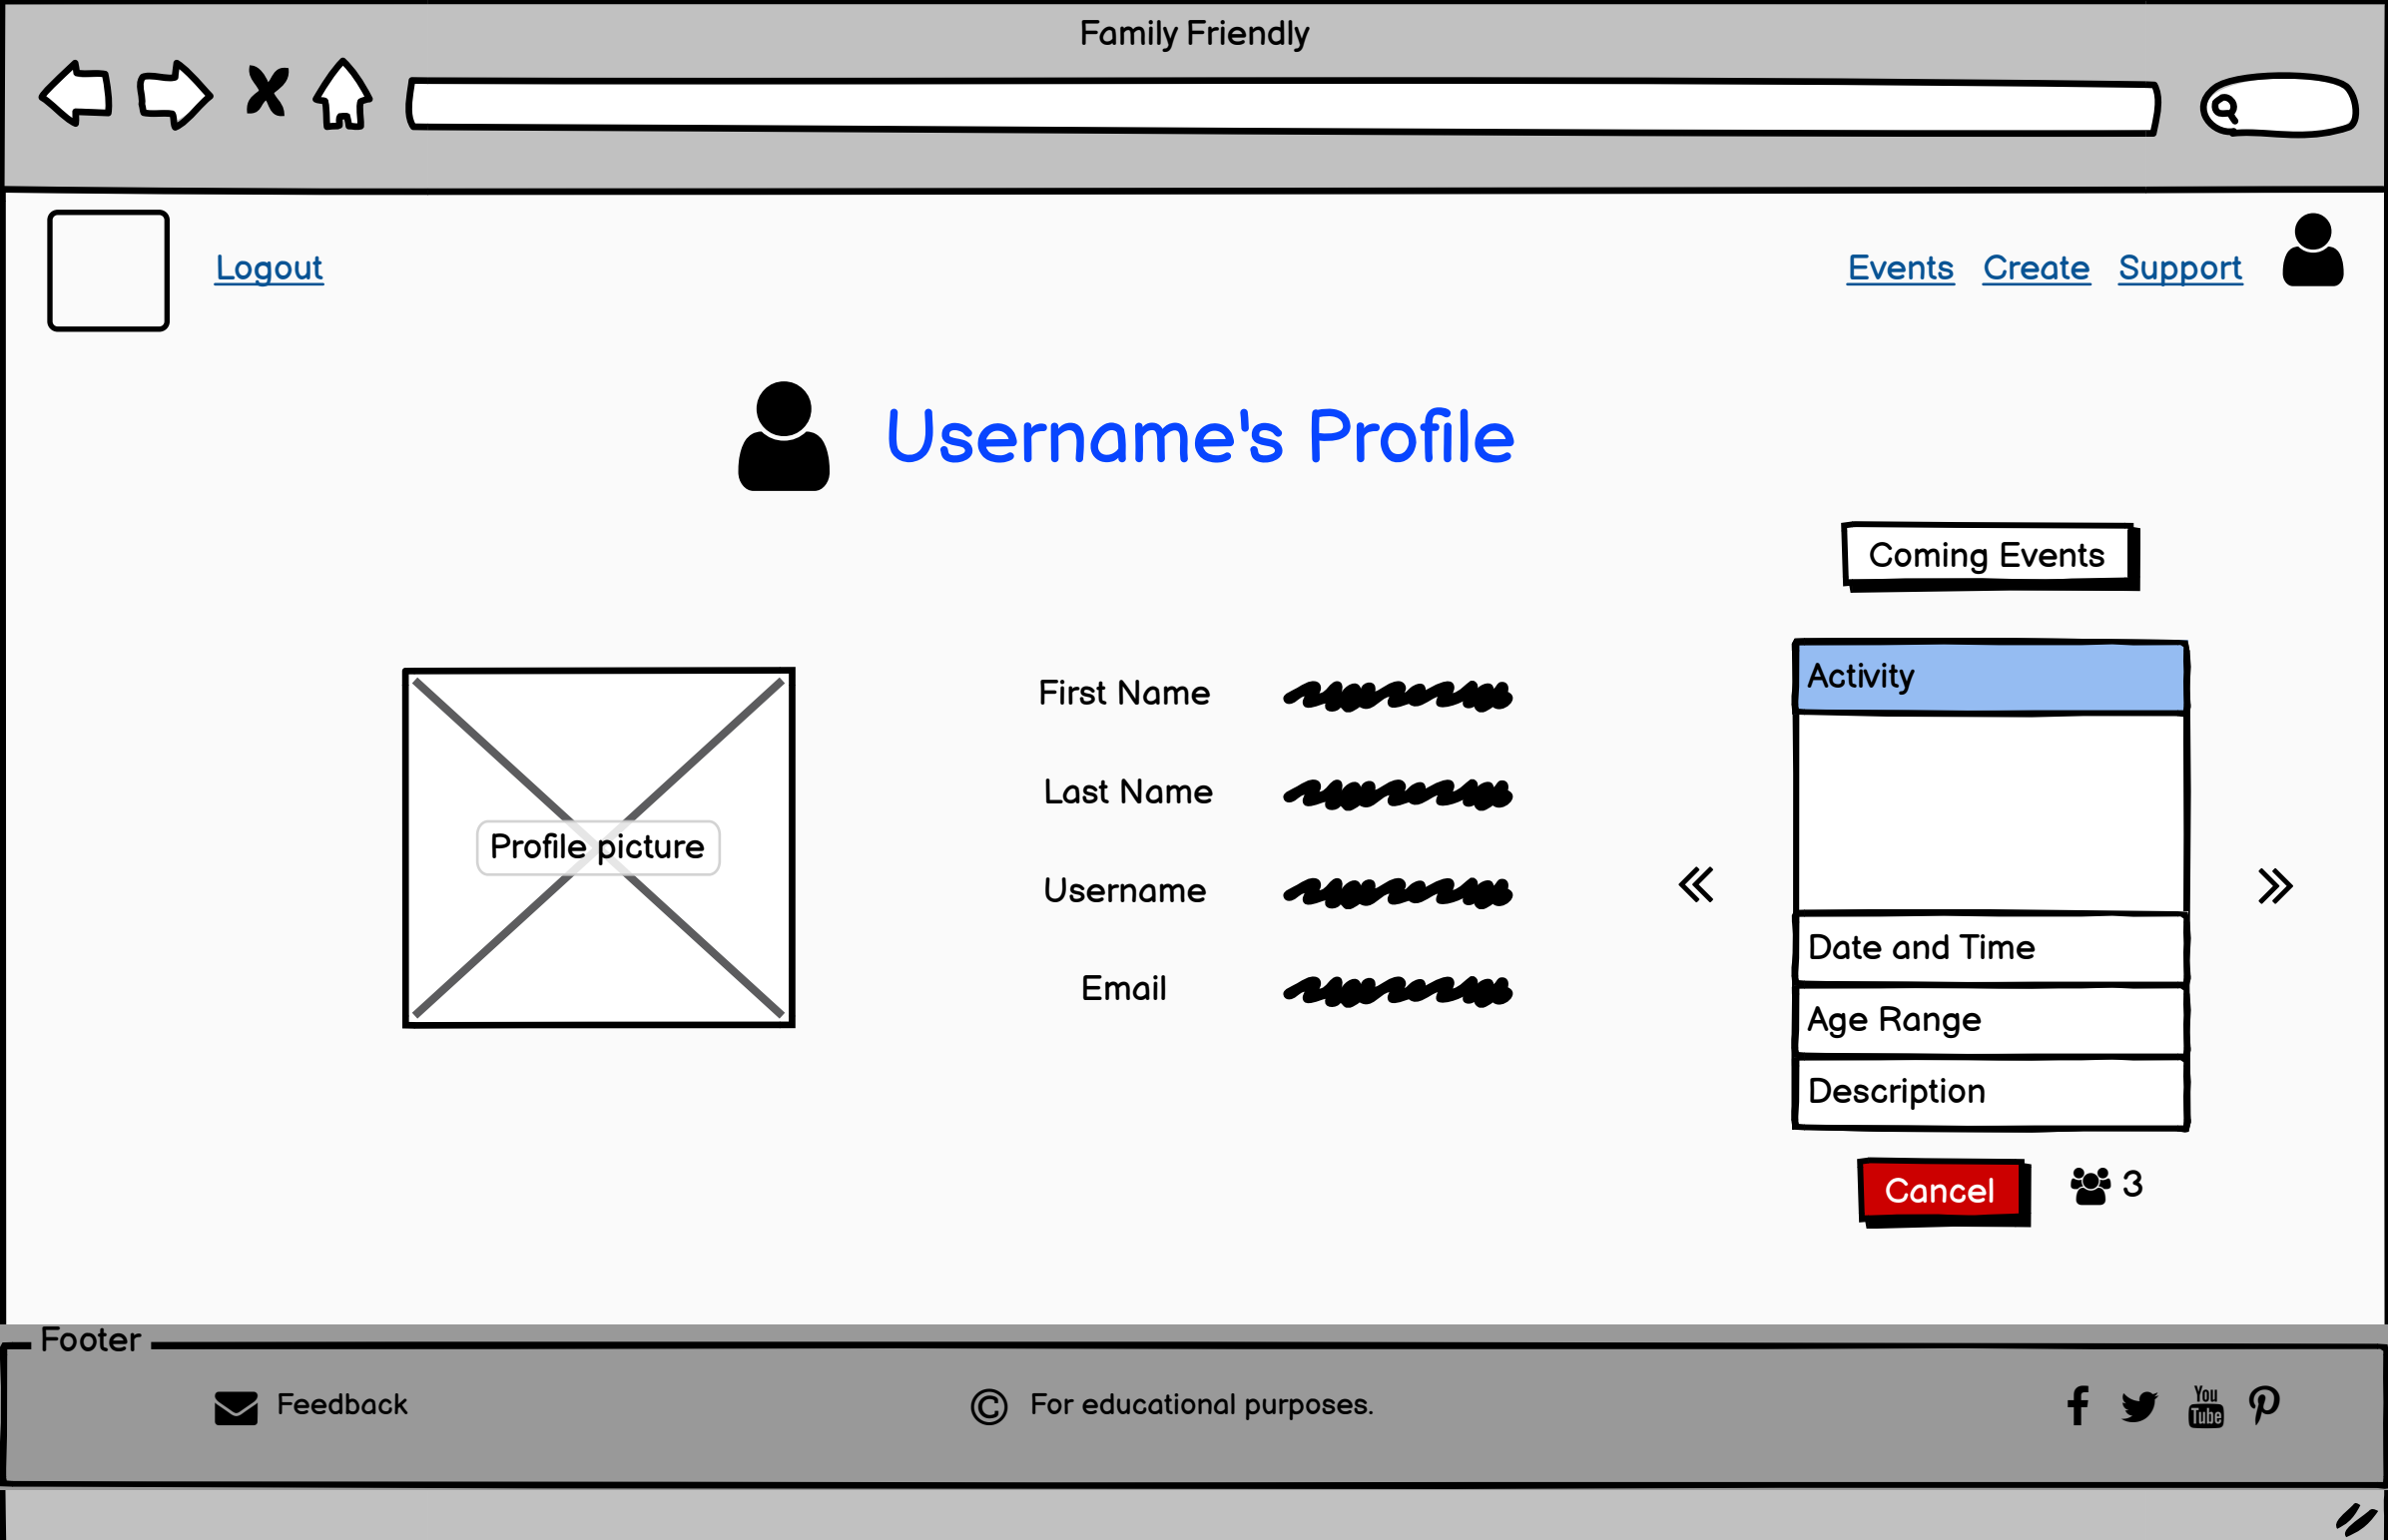 Family Friendly
Logout
Events Create Support
Username's Profile
Coming Events
Profile picture
First Name
Last Name
Username
Email
Activity
Date and Time
Age Range
Description
Cancel
3
Footer
Feedback
© For educational purposes.
You
Tube